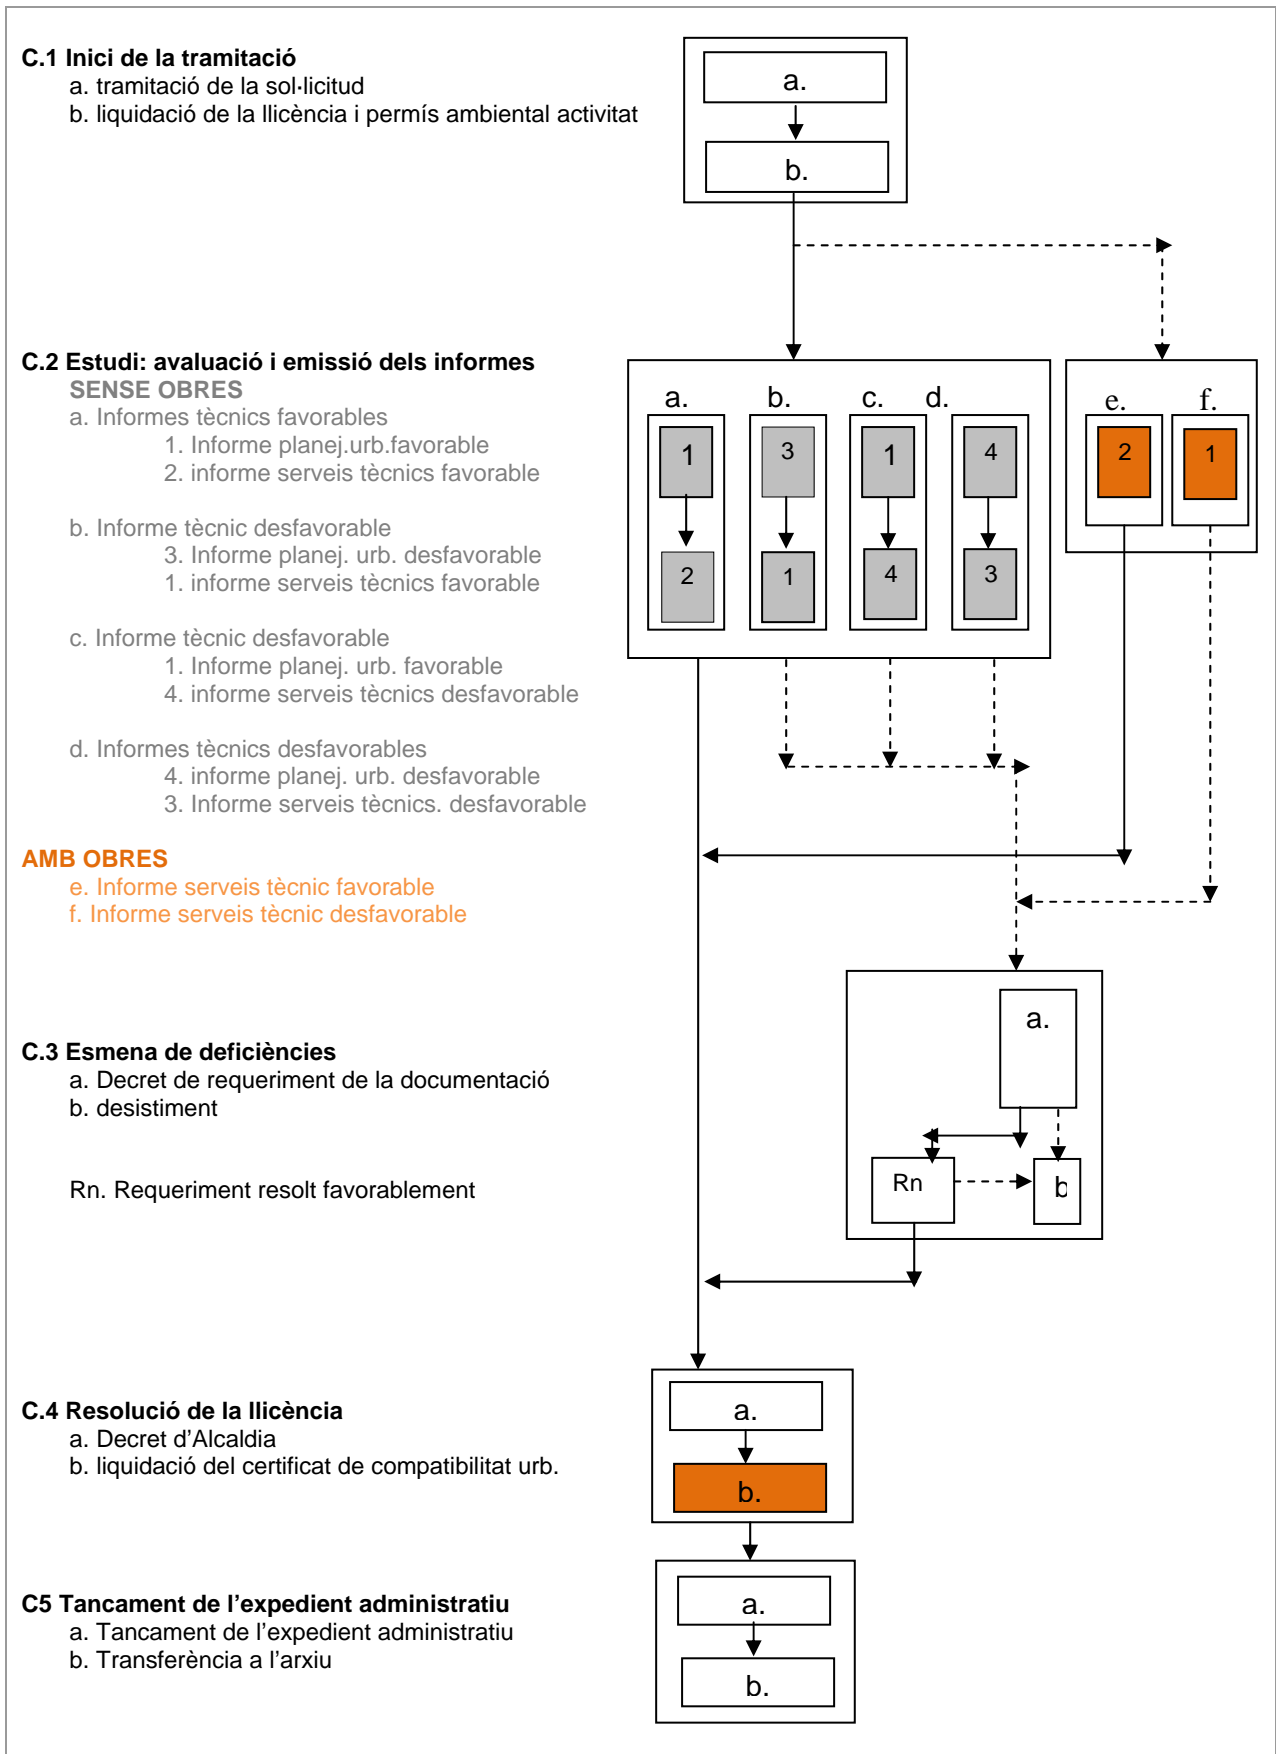 C.1 Inici de la tramitació
a. tramitació de la sol·licitud
b. liquidació de la llicència i permís ambiental activitat
a.
b.
C.2 Estudi: avaluació i emissió dels informes
SENSE OBRES
a. Informes tècnics favorables
1. Informe planej.urb.favorable
2. informe serveis tècnics favorable
b. Informe tècnic desfavorable
3. Informe planej. urb. desfavorable
1. informe serveis tècnics favorable
c. Informe tècnic desfavorable
1. Informe planej. urb. favorable
4. informe serveis tècnics desfavorable
d. Informes tècnics desfavorables
4. informe planej. urb. desfavorable
3. Informe serveis tècnics. desfavorable
AMB OBRES
e. Informe serveis tècnic favorable
f. Informe serveis tècnic desfavorable
a. b. c. d. e. f.
1 3 1 4 2 1
2 1 4 3
C.3 Esmena de deficiències
a. Decret de requeriment de la documentació
b. desistiment
Rn. Requeriment resolt favorablement
a.
Rn b
C.4 Resolució de la llicència
a. Decret d'Alcaldia
b. liquidació del certificat de compatibilitat urb.
a.
b.
C5 Tancament de l'expedient administratiu
a. Tancament de l'expedient administratiu
b. Transferència a l'arxiu
a.
b.